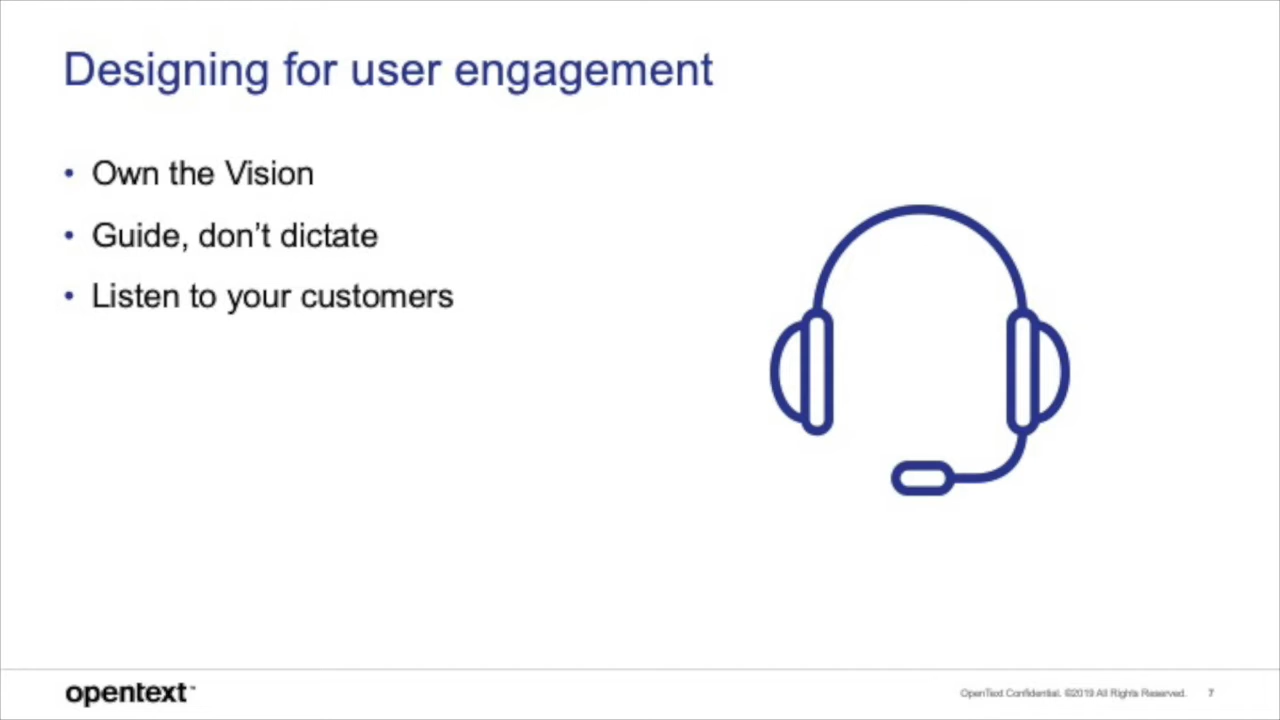 Designing for user engagement
• Own the Vision
• Guide, don’t dictate
• Listen to your customers
opentext™
OpenText Confidential. ©2019 All Rights Reserved. 7